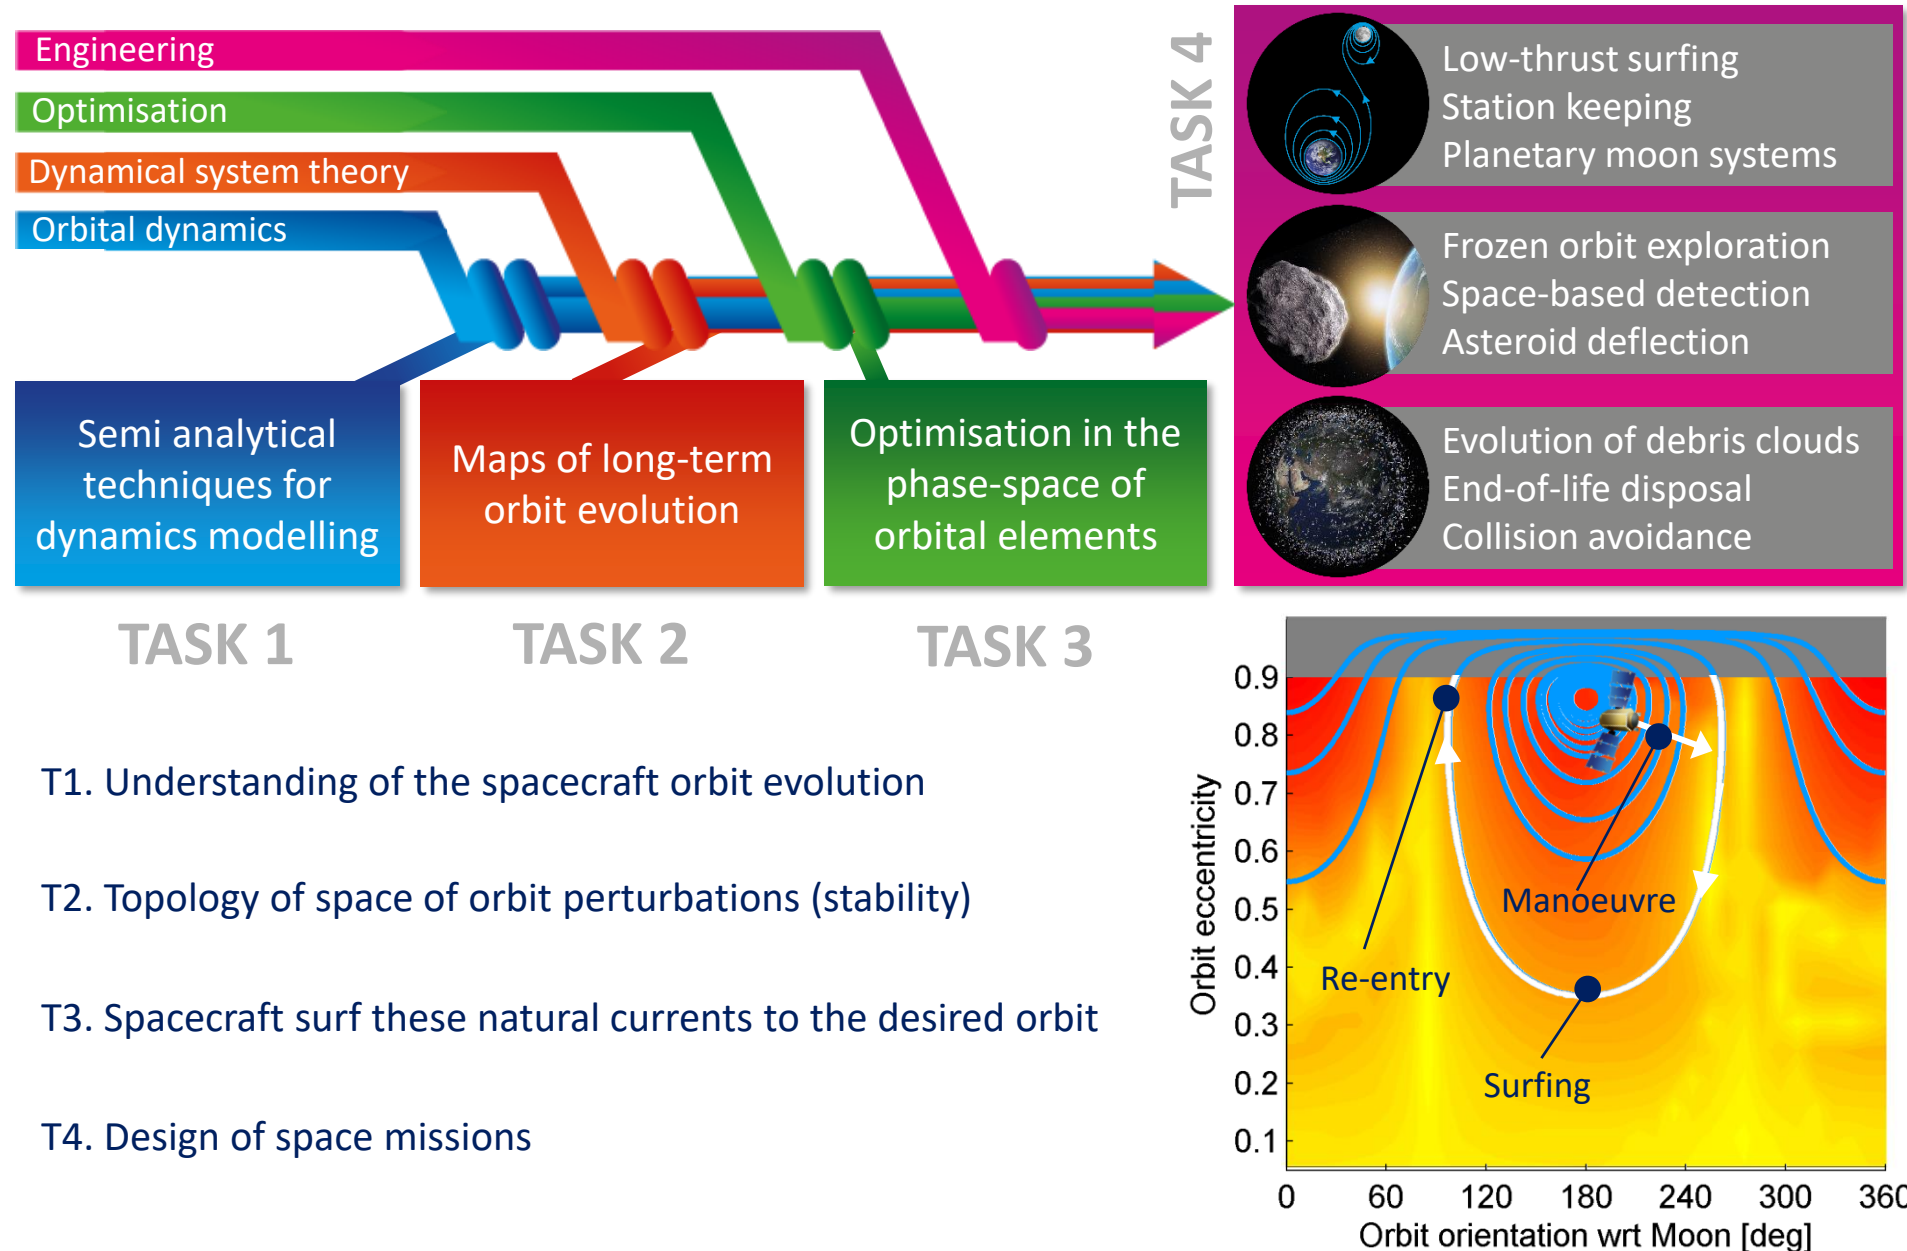 Engineering
Optimisation
Dynamical system theory
Orbital dynamics
Semi analytical
techniques for
dynamics modelling
Maps of long-term
orbit evolution
Optimisation in the
phase-space of
orbital elements
TASK 1
TASK 2
TASK 3
TASK 4
Low-thrust surfing
Station keeping
Planetary moon systems
Frozen orbit exploration
Space-based detection
Asteroid deflection
Evolution of debris clouds
End-of-life disposal
Collision avoidance
T1. Understanding of the spacecraft orbit evolution
T2. Topology of space of orbit perturbations (stability)
T3. Spacecraft surf these natural currents to the desired orbit
T4. Design of space missions
Orbit eccentricity
0.9
0.8
0.7
0.6
0.5
0.4
0.3
0.2
0.1
Manoeuvre
Re-entry
Surfing
0 60 120 180 240 300 360
Orbit orientation wrt Moon [deg]